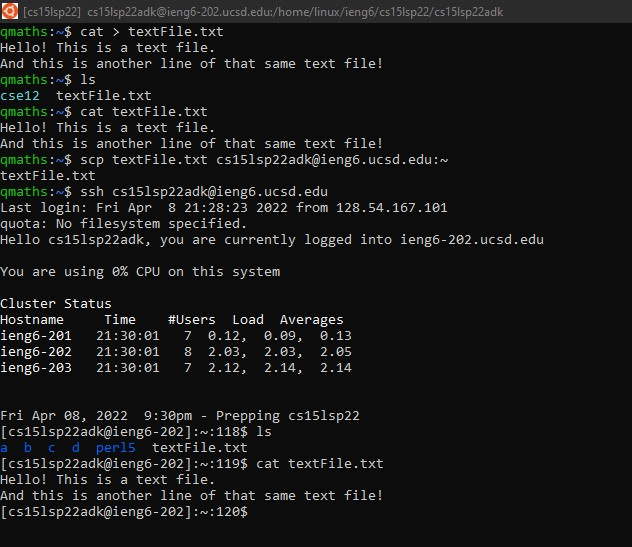 [cs15lsp22] cs15lsp22adk@ieng6-202.ucsd.edu:/home/linux/ieng6/cs15lsp22/cs15lsp22adk
qmaths:~$ cat > textFile.txt
Hello! This is a text file.
And this is another line of that same text file!
qmaths:~$ ls
cse12  textFile.txt
qmaths:~$ cat textFile.txt
Hello! This is a text file.
And this is another line of that same text file!
qmaths:~$ scp textFile.txt cs15lsp22adk@ieng6.ucsd.edu:~
textFile.txt
qmaths:~$ ssh cs15lsp22adk@ieng6.ucsd.edu
Last login: Fri Apr  8 21:28:23 2022 from 128.54.167.101
quota: No filesystem specified.
Hello cs15lsp22adk, you are currently logged into ieng6-202.ucsd.edu
You are using 0% CPU on this system
Cluster Status
Hostname     Time    #Users  Load  Averages
ieng6-201   21:30:01   7  0.12,  0.09,  0.13
ieng6-202   21:30:01   8  2.03,  2.03,  2.05
ieng6-203   21:30:01   7  2.12,  2.14,  2.14
Fri Apr 08, 2022  9:30pm - Prepping cs15lsp22
[cs15lsp22adk@ieng6-202]:~:118$ ls
a  b  c  d  perl5  textFile.txt
[cs15lsp22adk@ieng6-202]:~:119$ cat textFile.txt
Hello! This is a text file.
And this is another line of that same text file!
[cs15lsp22adk@ieng6-202]:~:120$